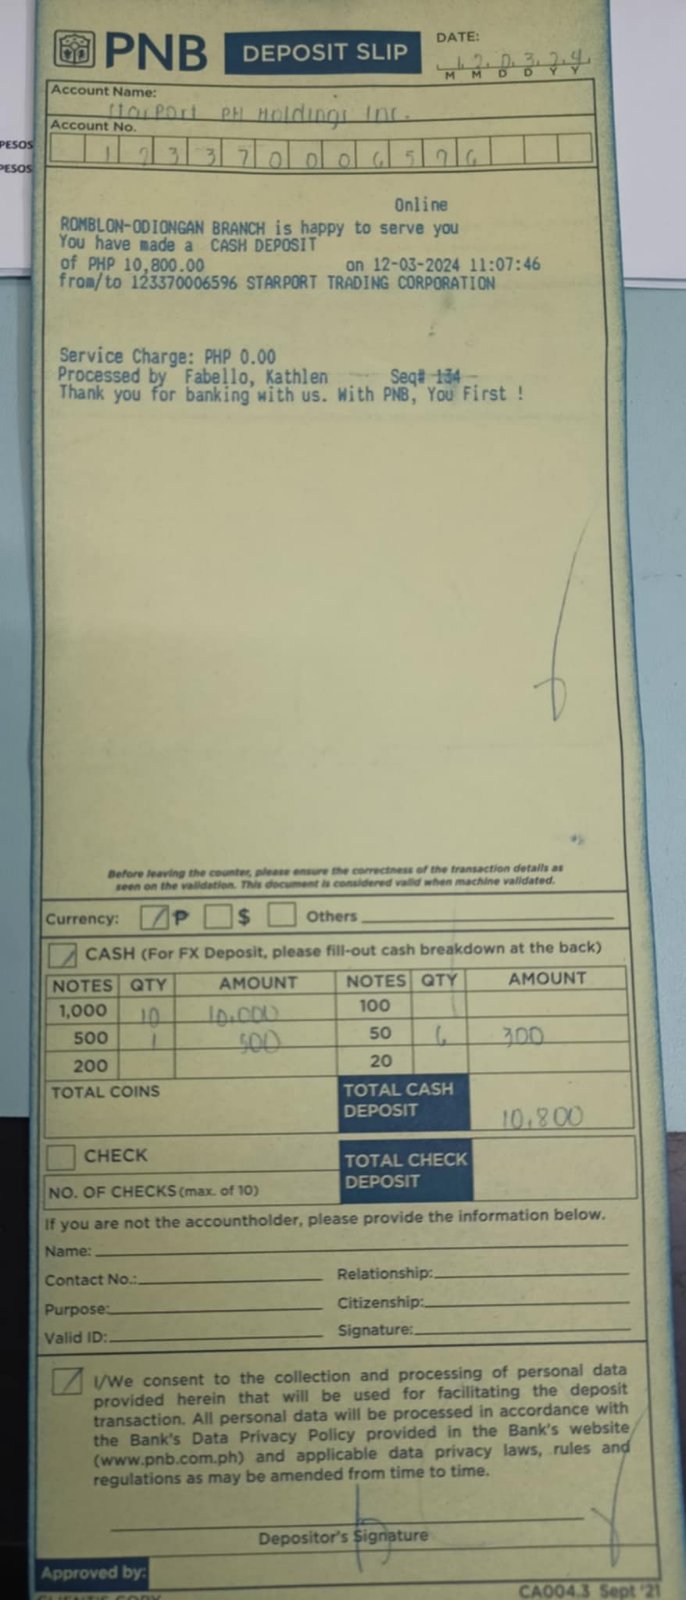 PESOS
PESOS
PNB DEPOSIT SLIP
DATE: 1 2 0 3 2 4
M M D D Y Y
Account Name:
Starport PH Holdings Inc.
Account No.
1 2 3 3 7 0 0 0 6 5 9 6
Online
ROMBLON-ODIONGAN BRANCH is happy to serve you
You have made a CASH DEPOSIT
of PHP 10,800.00 on 12-03-2024 11:07:46
from/to 123370006596 STARPORT TRADING CORPORATION
Service Charge: PHP 0.00
Processed by Fabello, Kathlen Seq# 134
Thank you for banking with us. With PNB, You First !
Before leaving the counter, please ensure the correctness of the transaction details as
seen on the validation. This document is considered valid when machine validated.
Currency: ₱ $ Others
CASH (For FX Deposit, please fill-out cash breakdown at the back)
NOTES QTY AMOUNT NOTES QTY AMOUNT
1,000 10 10,000 100
500 1 500 50 6 300
200 20
TOTAL COINS TOTAL CASH DEPOSIT 10,800
CHECK TOTAL CHECK DEPOSIT
NO. OF CHECKS (max. of 10)
If you are not the accountholder, please provide the information below.
Name:
Contact No.: Relationship:
Purpose: Citizenship:
Valid ID: Signature:
I/We consent to the collection and processing of personal data
provided herein that will be used for facilitating the deposit
transaction. All personal data will be processed in accordance with
the Bank's Data Privacy Policy provided in the Bank's website
(www.pnb.com.ph) and applicable data privacy laws, rules and
regulations as may be amended from time to time.
Depositor's Signature
Approved by:
CLIENT'S COPY CA004.3 Sept '21